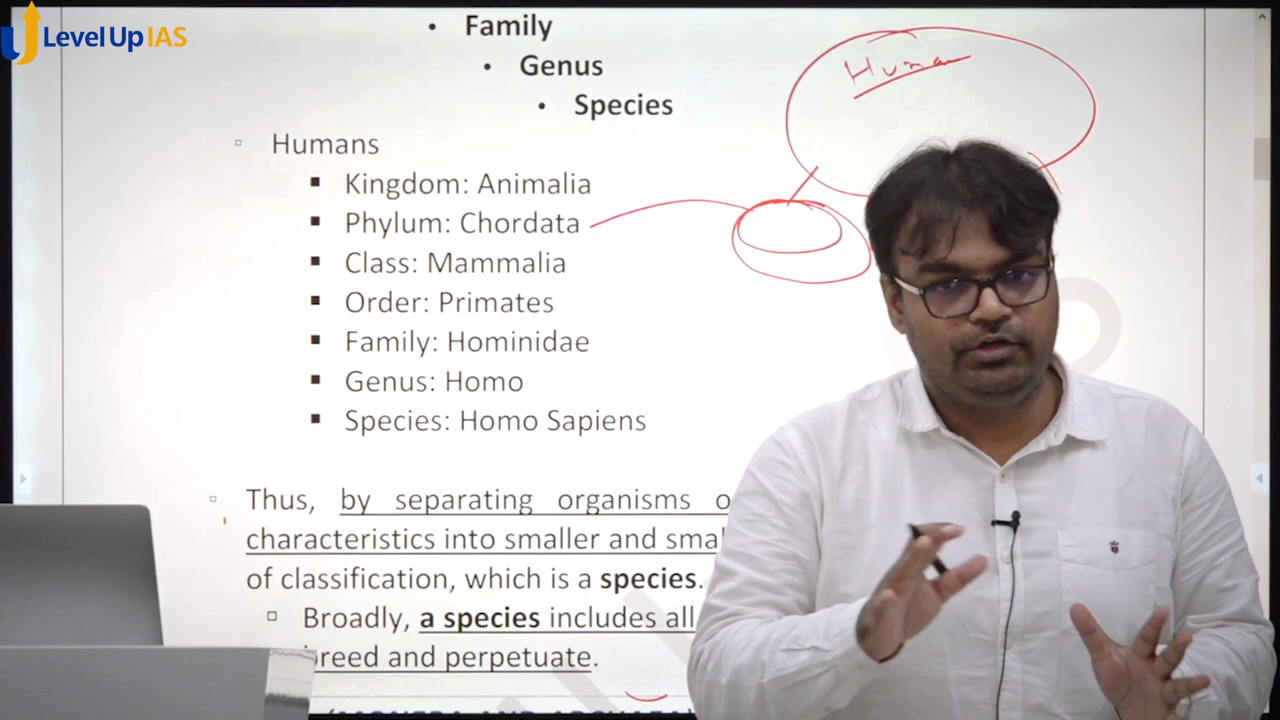 Level Up IAS
• Family
• Genus
• Species
Human
▫ Humans
▪ Kingdom: Animalia
▪ Phylum: Chordata
▪ Class: Mammalia
▪ Order: Primates
▪ Family: Hominidae
▪ Genus: Homo
▪ Species: Homo Sapiens
▫ Thus, by separating organisms
characteristics into smaller and
of classification, which is a species.
▫ Broadly, a species includes all
breed and perpetuate.